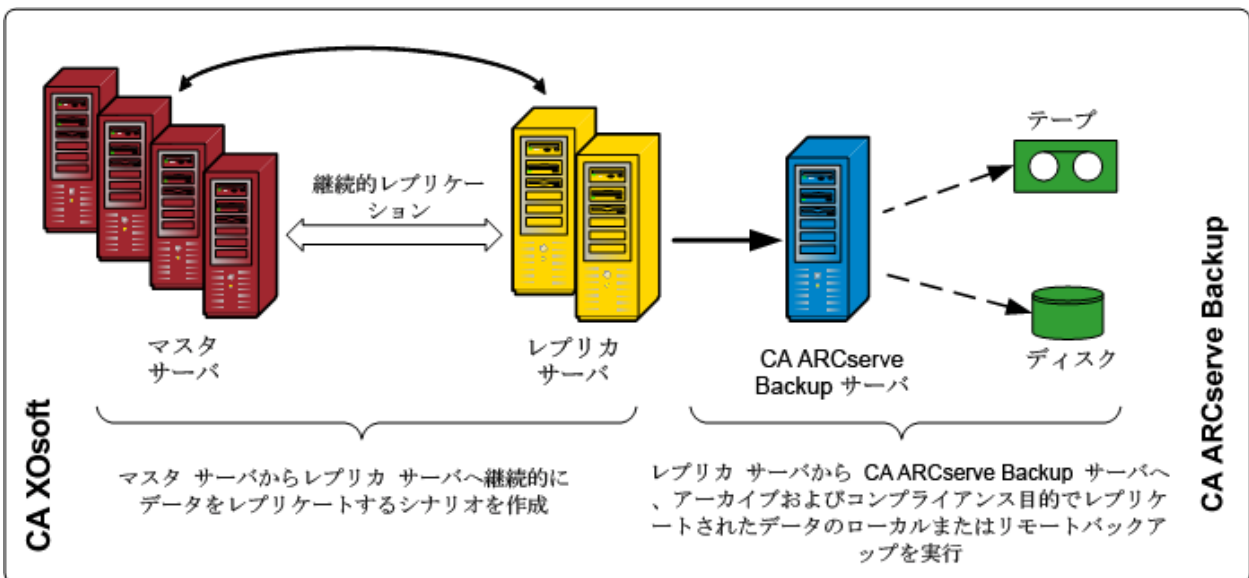 テープ
継続的レプリケー
ション
マスタ
サーバ
レプリカ
サーバ
CA ARCserve
Backup サーバ
ディスク
CA XOsoft
CA ARCserve Backup
マスタ サーバからレプリカ サーバへ継続的に
データをレプリケートするシナリオを作成
レプリカ サーバから CA ARCserve Backup サーバへ
、アーカイブおよびコンプライアンス目的でレプリケ
ートされたデータのローカルまたはリモートバックア
ップを実行